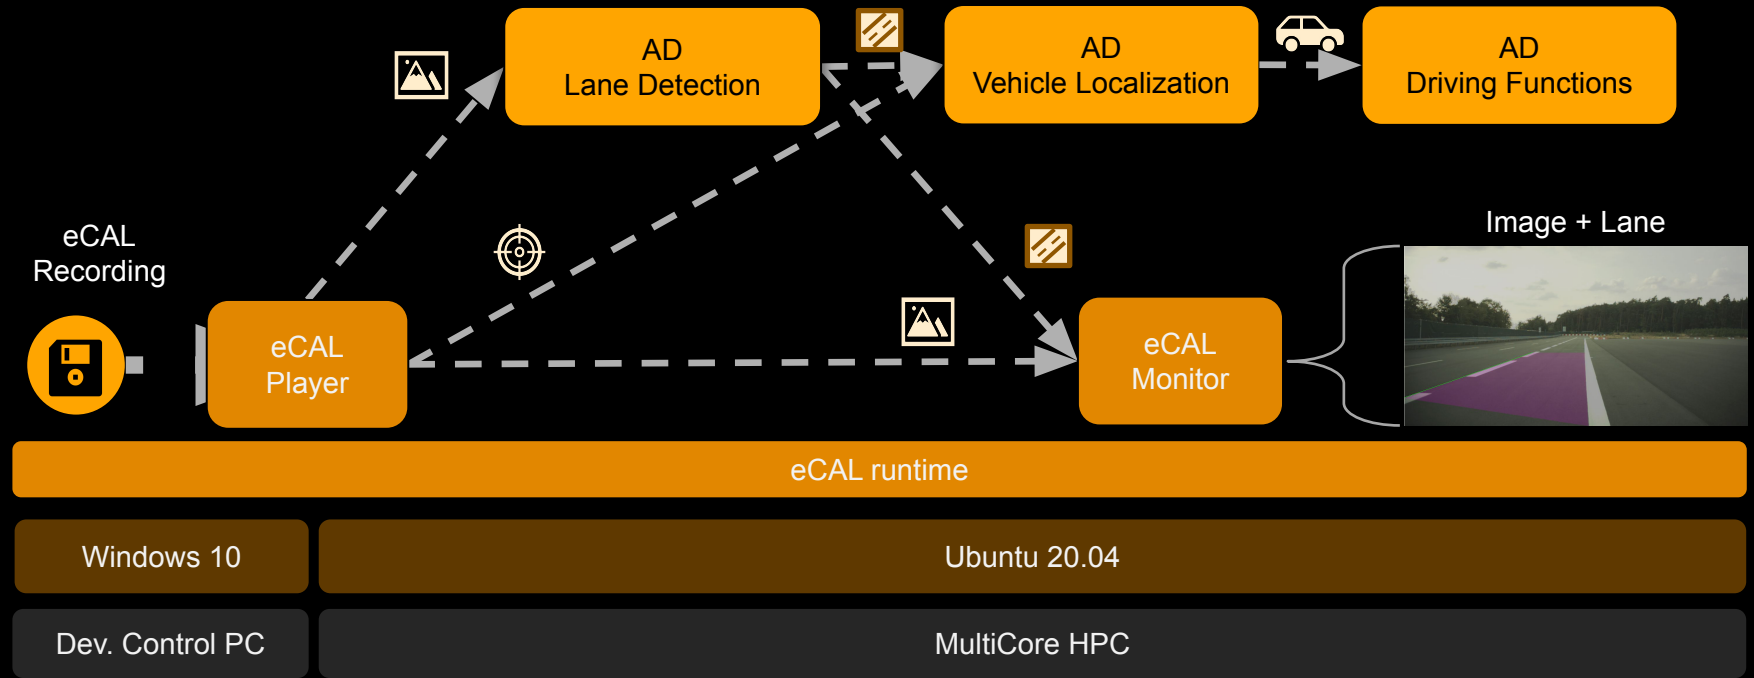 AD
Lane Detection
AD
Vehicle Localization
AD
Driving Functions
eCAL
Recording
Image + Lane
eCAL
Player
eCAL
Monitor
eCAL runtime
Windows 10
Ubuntu 20.04
Dev. Control PC
MultiCore HPC